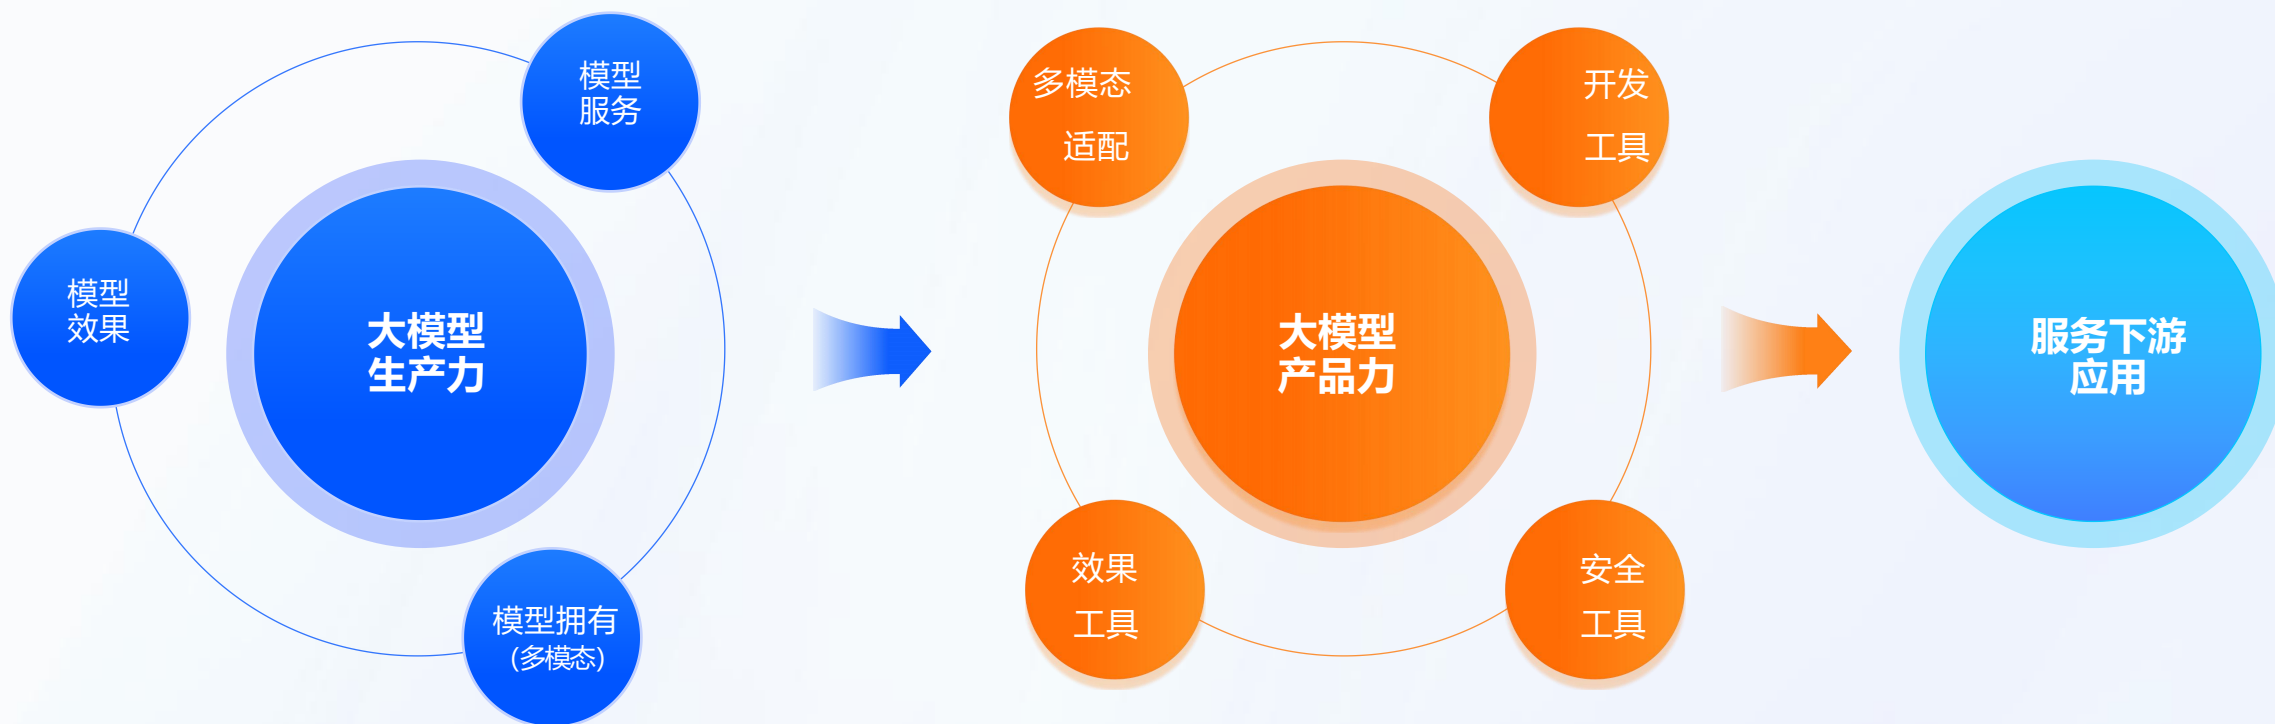 模型
服务
模型
效果
大模型
生产力
模型拥有
（多模态）
多模态
适配
开发
工具
大模型
产品力
效果
工具
安全
工具
服务下游
应用